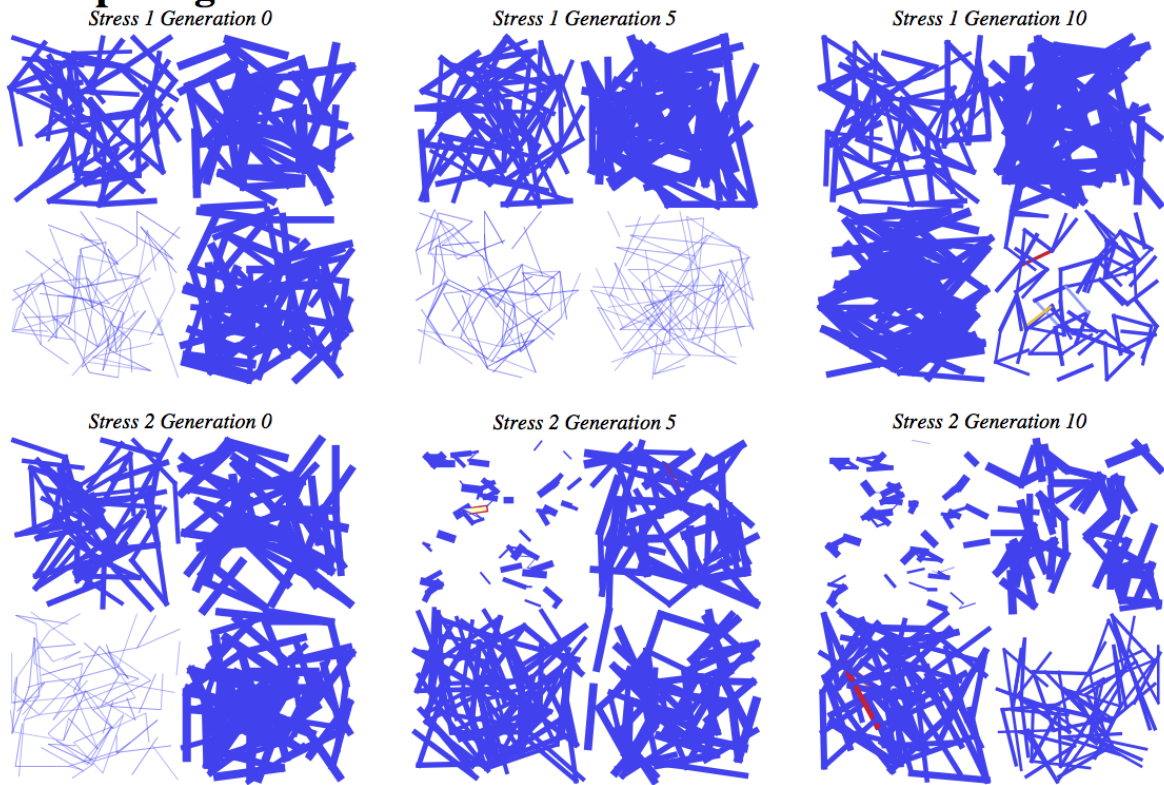 Stress 1 Generation 0
Stress 1 Generation 5
Stress 1 Generation 10
Stress 2 Generation 0
Stress 2 Generation 5
Stress 2 Generation 10